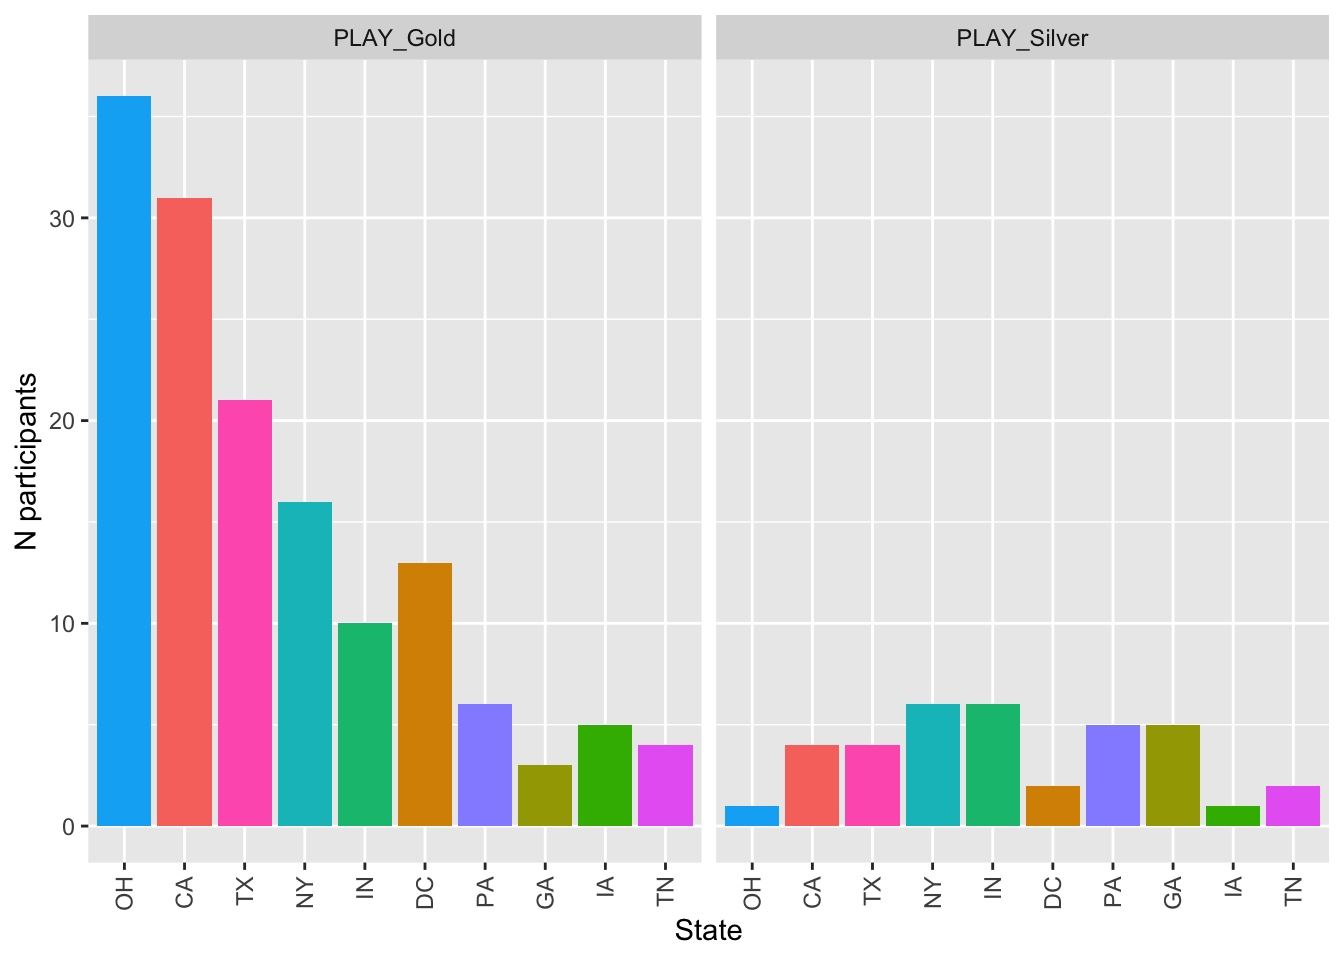 PLAY_Gold
PLAY_Silver
N participants
30
20
10
0
OH CA TX NY IN DC PA GA IA TN
OH CA TX NY IN DC PA GA IA TN
State